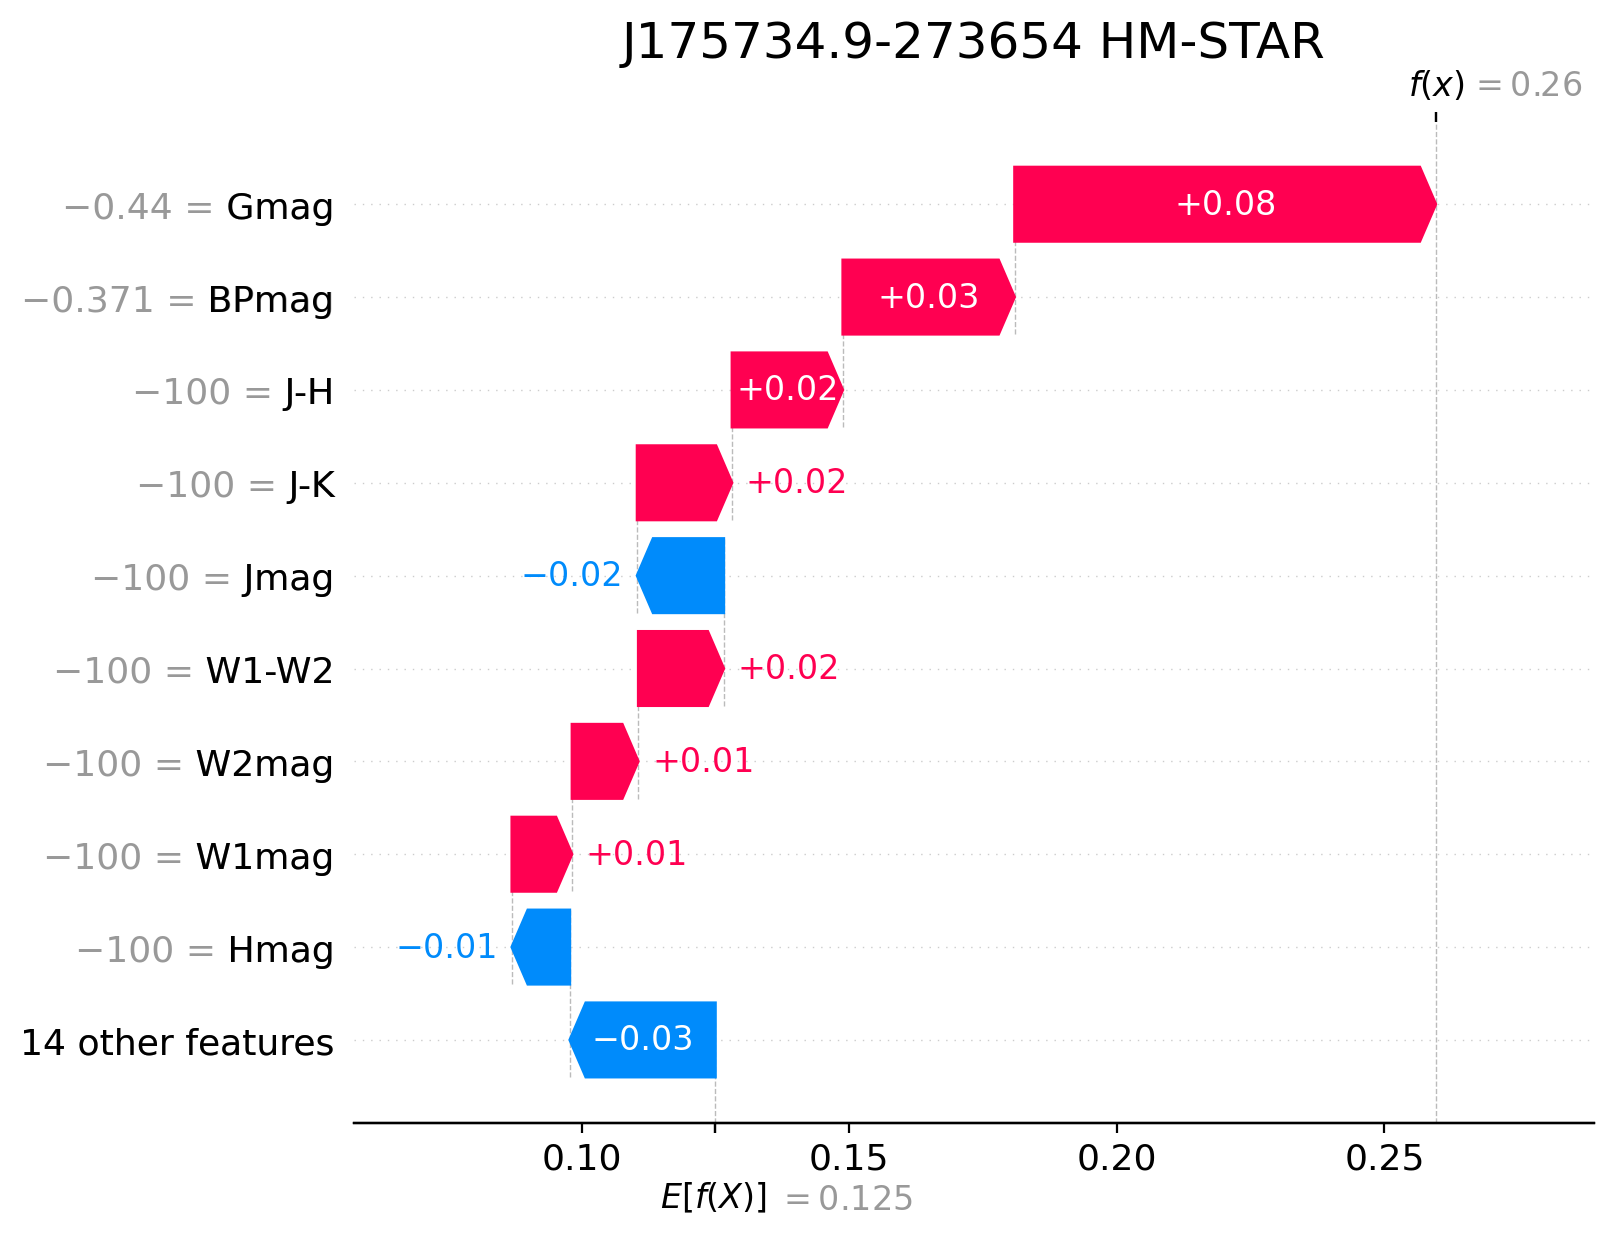 J175734.9-273654 HM-STAR
f(x) = 0.26
−0.44 = Gmag
+0.08
−0.371 = BPmag
+0.03
−100 = J-H
+0.02
−100 = J-K
+0.02
−100 = Jmag
−0.02
−100 = W1-W2
+0.02
−100 = W2mag
+0.01
−100 = W1mag
+0.01
−100 = Hmag
−0.01
14 other features
−0.03
0.10 0.15 0.20 0.25
E[f(X)] = 0.125